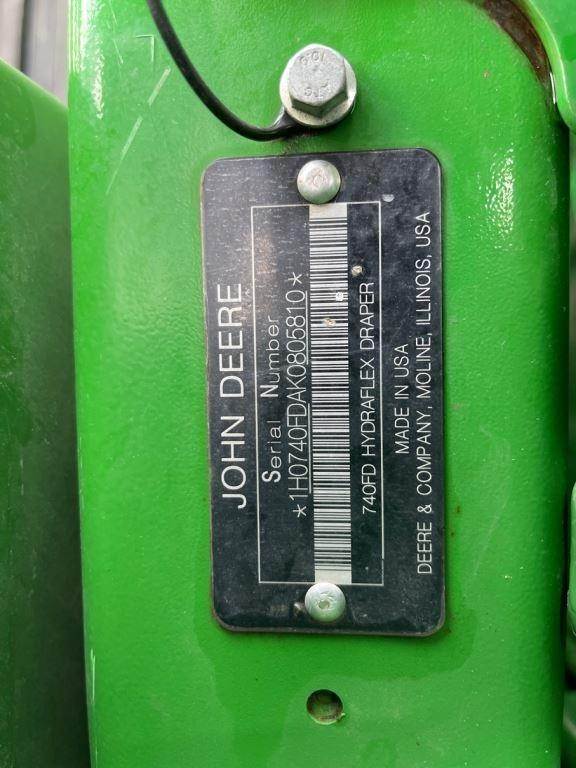 JOHN DEERE
Serial Number
*1H0740FDAK0805810*
740FD HYDRAFLEX DRAPER
MADE IN USA
DEERE & COMPANY, MOLINE, ILLINOIS, USA